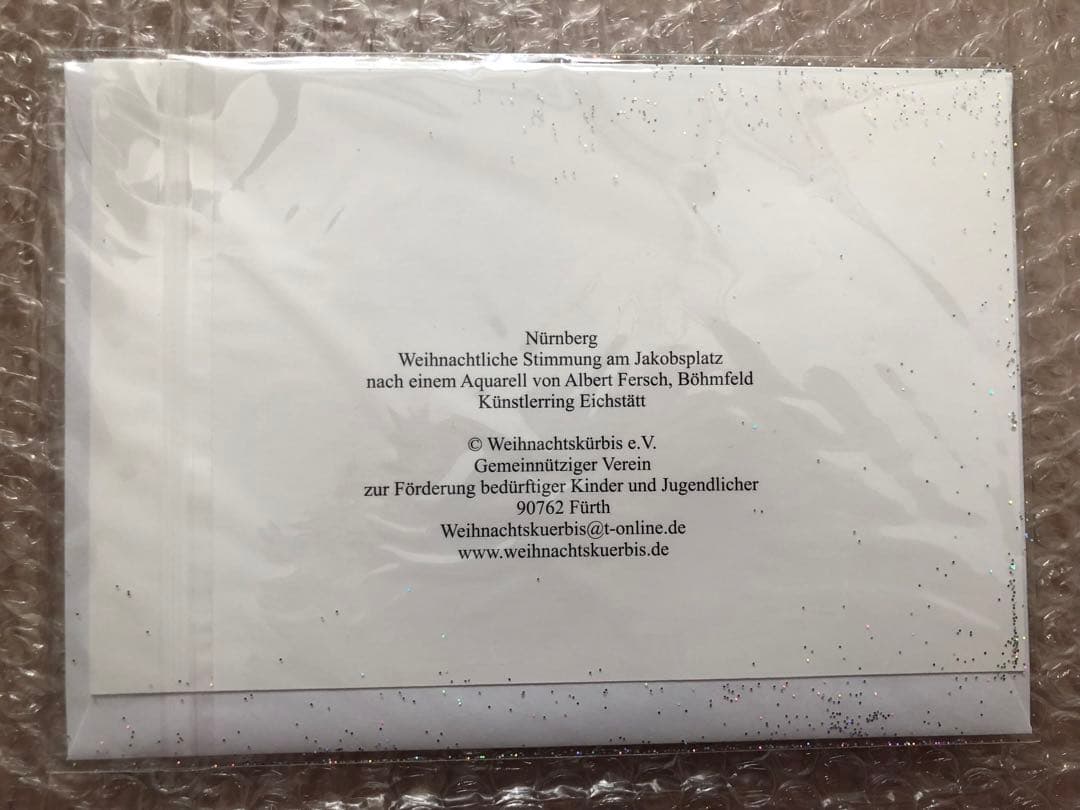 Nürnberg
Weihnachtliche Stimmung am Jakobsplatz
nach einem Aquarell von Albert Fersch, Böhmfeld
Künstlerring Eichstätt
© Weihnachtskürbis e.V.
Gemeinnütziger Verein
zur Förderung bedürftiger Kinder und Jugendlicher
90762 Fürth
Weihnachtskuerbis@t-online.de
www.weihnachtskuerbis.de